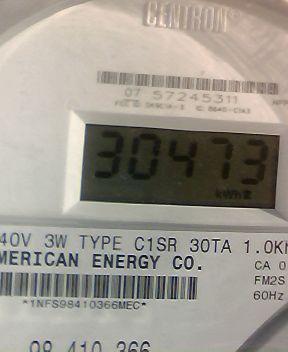 CENTRON®
07 57245311
30473
kWh
40V 3W TYPE C1SR 30TA 1.0K
MERICAN ENERGY CO.
CA 0
FM2S
60Hz
*1NFS98410366MEC*
98 410 366